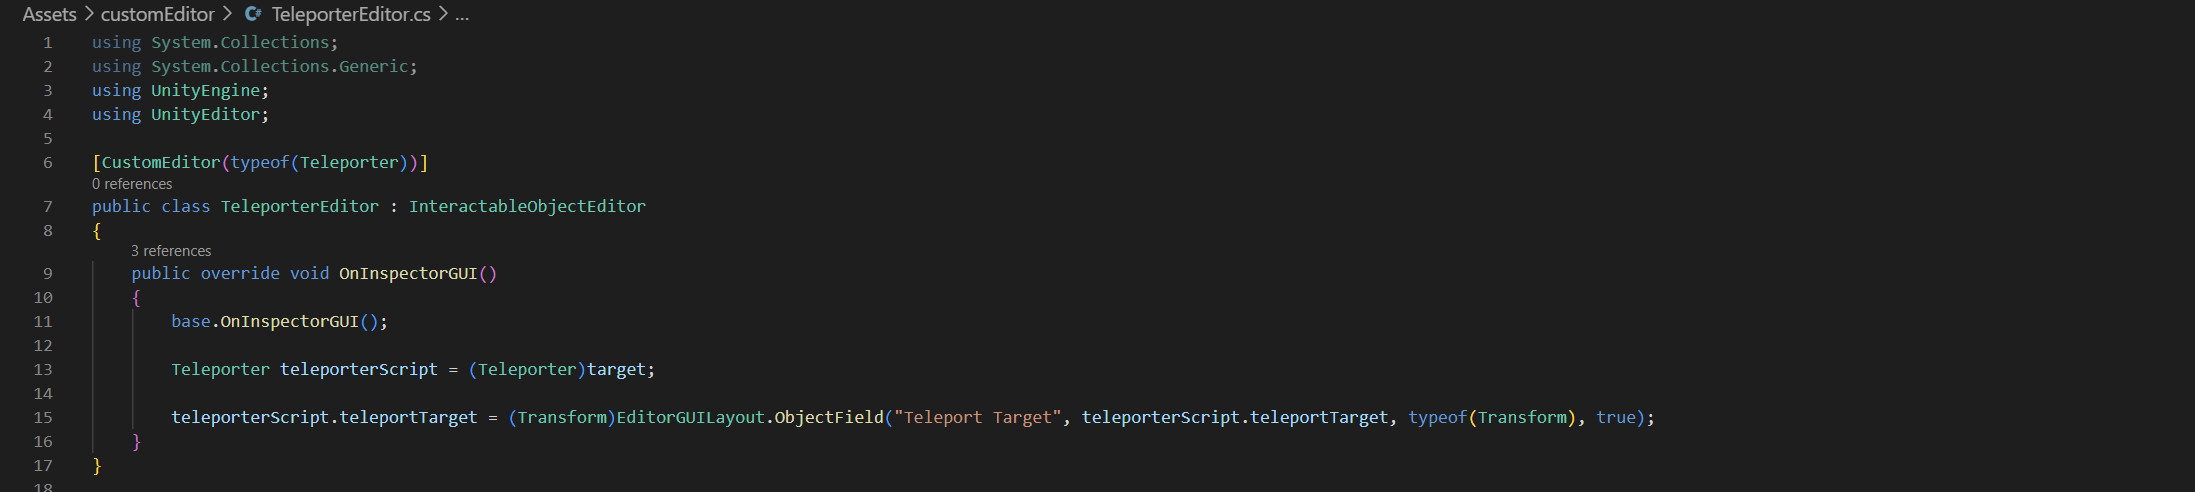 Assets > customEditor > C# TeleporterEditor.cs > ...
1 using System.Collections;
2 using System.Collections.Generic;
3 using UnityEngine;
4 using UnityEditor;
5
6 [CustomEditor(typeof(Teleporter))]
0 references
7 public class TeleporterEditor : InteractableObjectEditor
8 {
3 references
9 public override void OnInspectorGUI()
10 {
11 base.OnInspectorGUI();
12
13 Teleporter teleporterScript = (Teleporter)target;
14
15 teleporterScript.teleportTarget = (Transform)EditorGUILayout.ObjectField("Teleport Target", teleporterScript.teleportTarget, typeof(Transform), true);
16 }
17 }
18